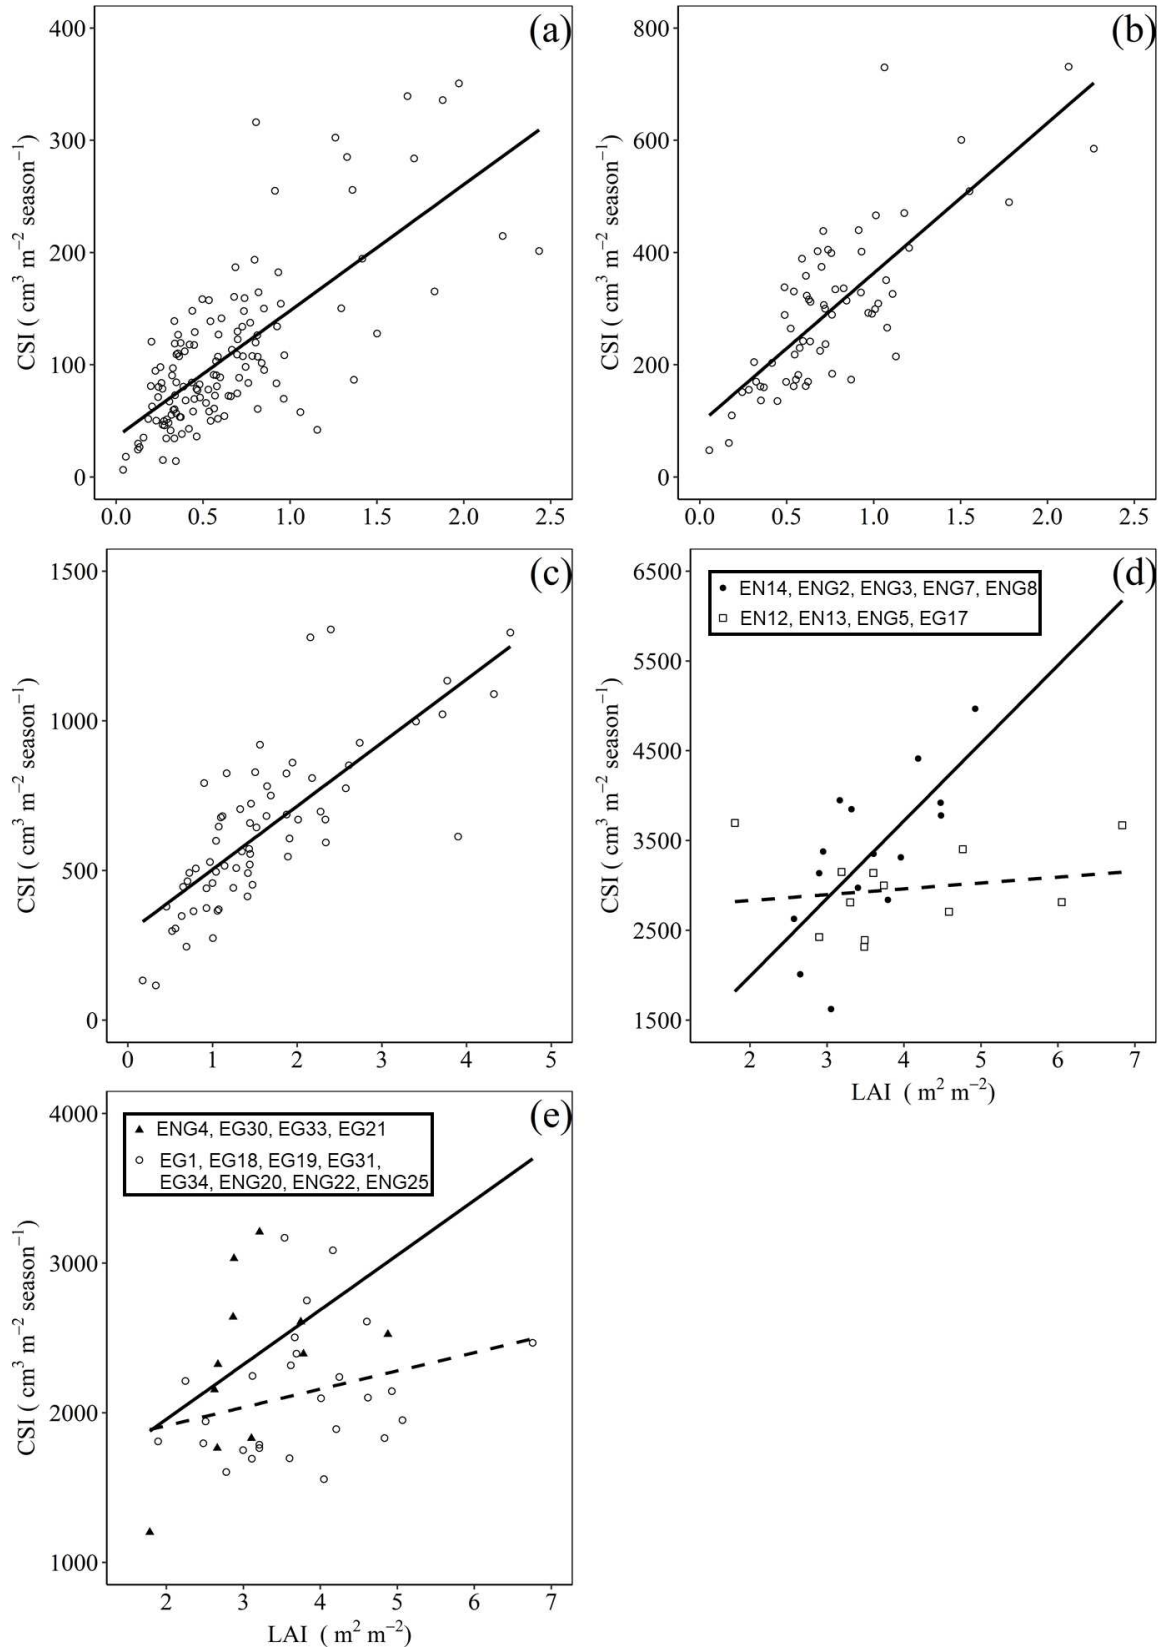 (a)
CSI ( cm³ m⁻² season⁻¹)
400
300
200
100
0
0.0 0.5 1.0 1.5 2.0 2.5
(b)
CSI ( cm³ m⁻² season⁻¹)
800
600
400
200
0
0.0 0.5 1.0 1.5 2.0 2.5
(c)
CSI ( cm³ m⁻² season⁻¹)
1500
1000
500
0
0 1 2 3 4 5
(d)
EN14, ENG2, ENG3, ENG7, ENG8
EN12, EN13, ENG5, EG17
CSI ( cm³ m⁻² season⁻¹)
6500
5500
4500
3500
2500
1500
2 3 4 5 6 7
LAI ( m² m⁻²)
(e)
ENG4, EG30, EG33, EG21
EG1, EG18, EG19, EG31,
EG34, ENG20, ENG22, ENG25
CSI ( cm³ m⁻² season⁻¹)
4000
3000
2000
1000
2 3 4 5 6 7
LAI ( m² m⁻²)